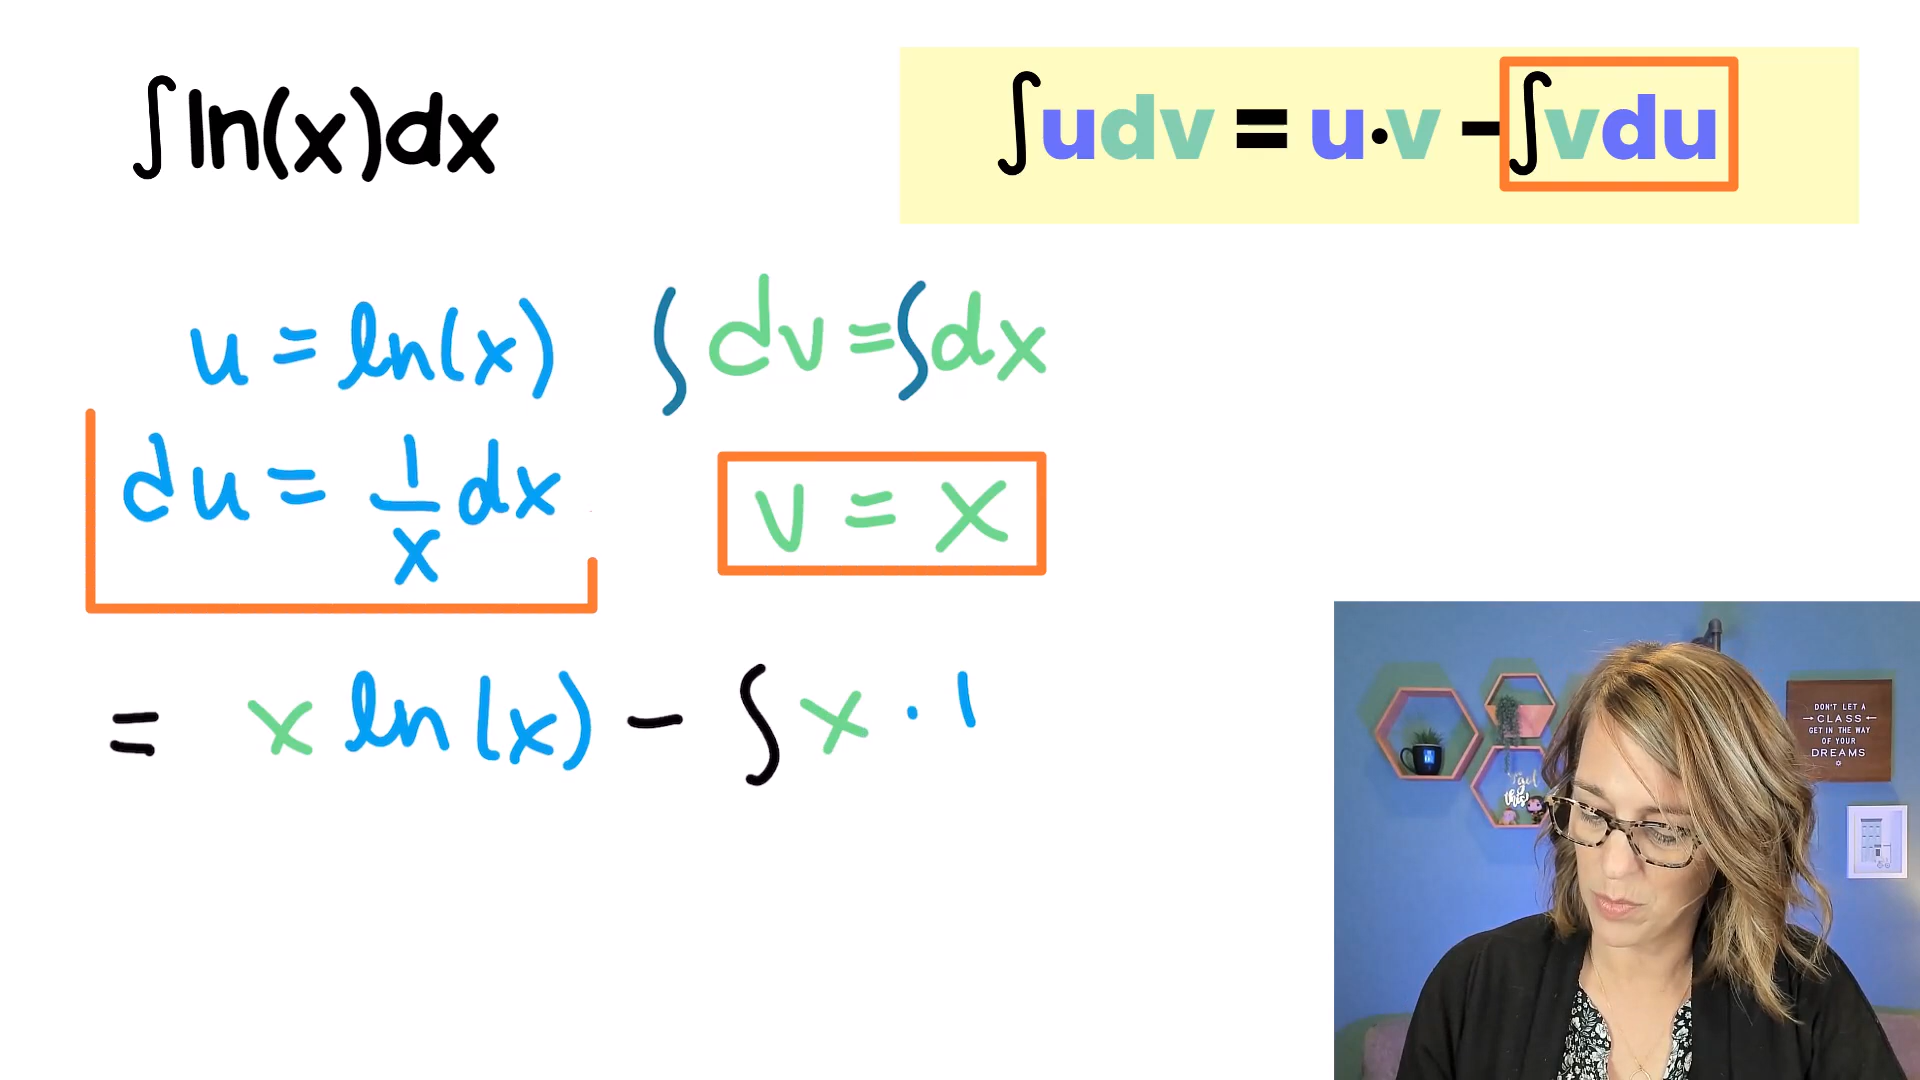 ∫ln(x)dx
∫udv = u·v - ∫vdu
u = ln(x)
∫dv = ∫dx
du = 1/x dx
v = x
= x ln(x) - ∫ x · 1
DON'T LET A
CLASS
GET IN THE WAY
OF YOUR
DREAMS
this!